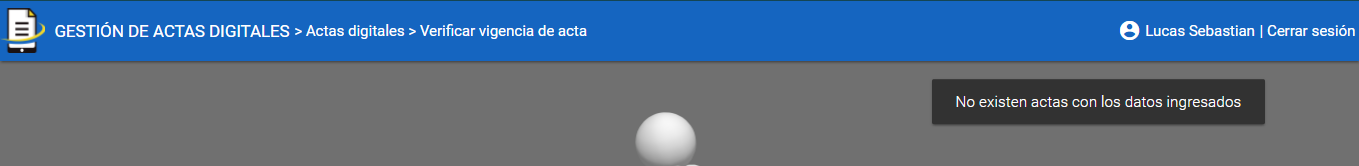 GESTIÓN DE ACTAS DIGITALES > Actas digitales > Verificar vigencia de acta
Lucas Sebastian | Cerrar sesión
No existen actas con los datos ingresados